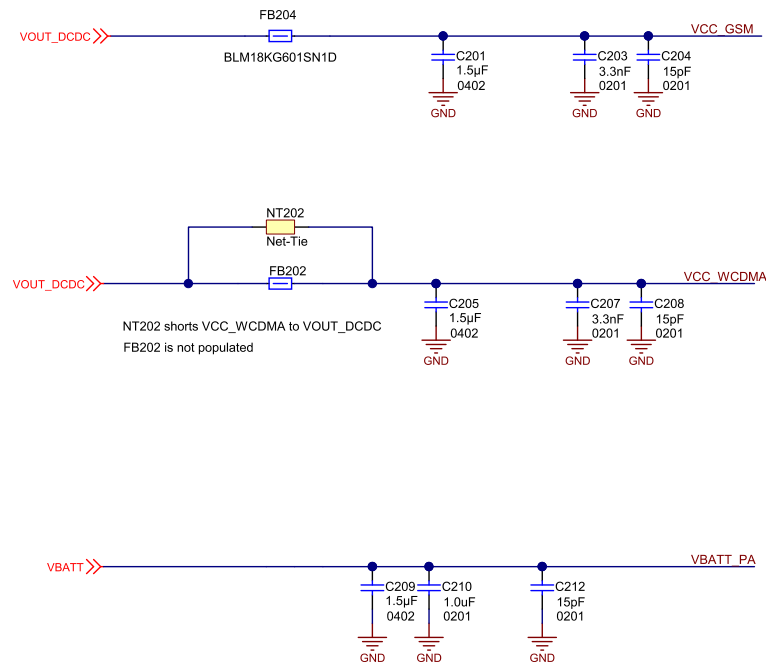 FB204
VOUT_DCDC
VCC_GSM
BLM18KG601SN1D
C201
1.5µF
0402
GND
C203
3.3nF
0201
GND
C204
15pF
0201
GND
NT202
Net-Tie
FB202
VOUT_DCDC
VCC_WCDMA
NT202 shorts VCC_WCDMA to VOUT_DCDC
FB202 is not populated
C205
1.5µF
0402
GND
C207
3.3nF
0201
GND
C208
15pF
0201
GND
VBATT
VBATT_PA
C209
1.5µF
0402
GND
C210
1.0uF
0201
GND
C212
15pF
0201
GND